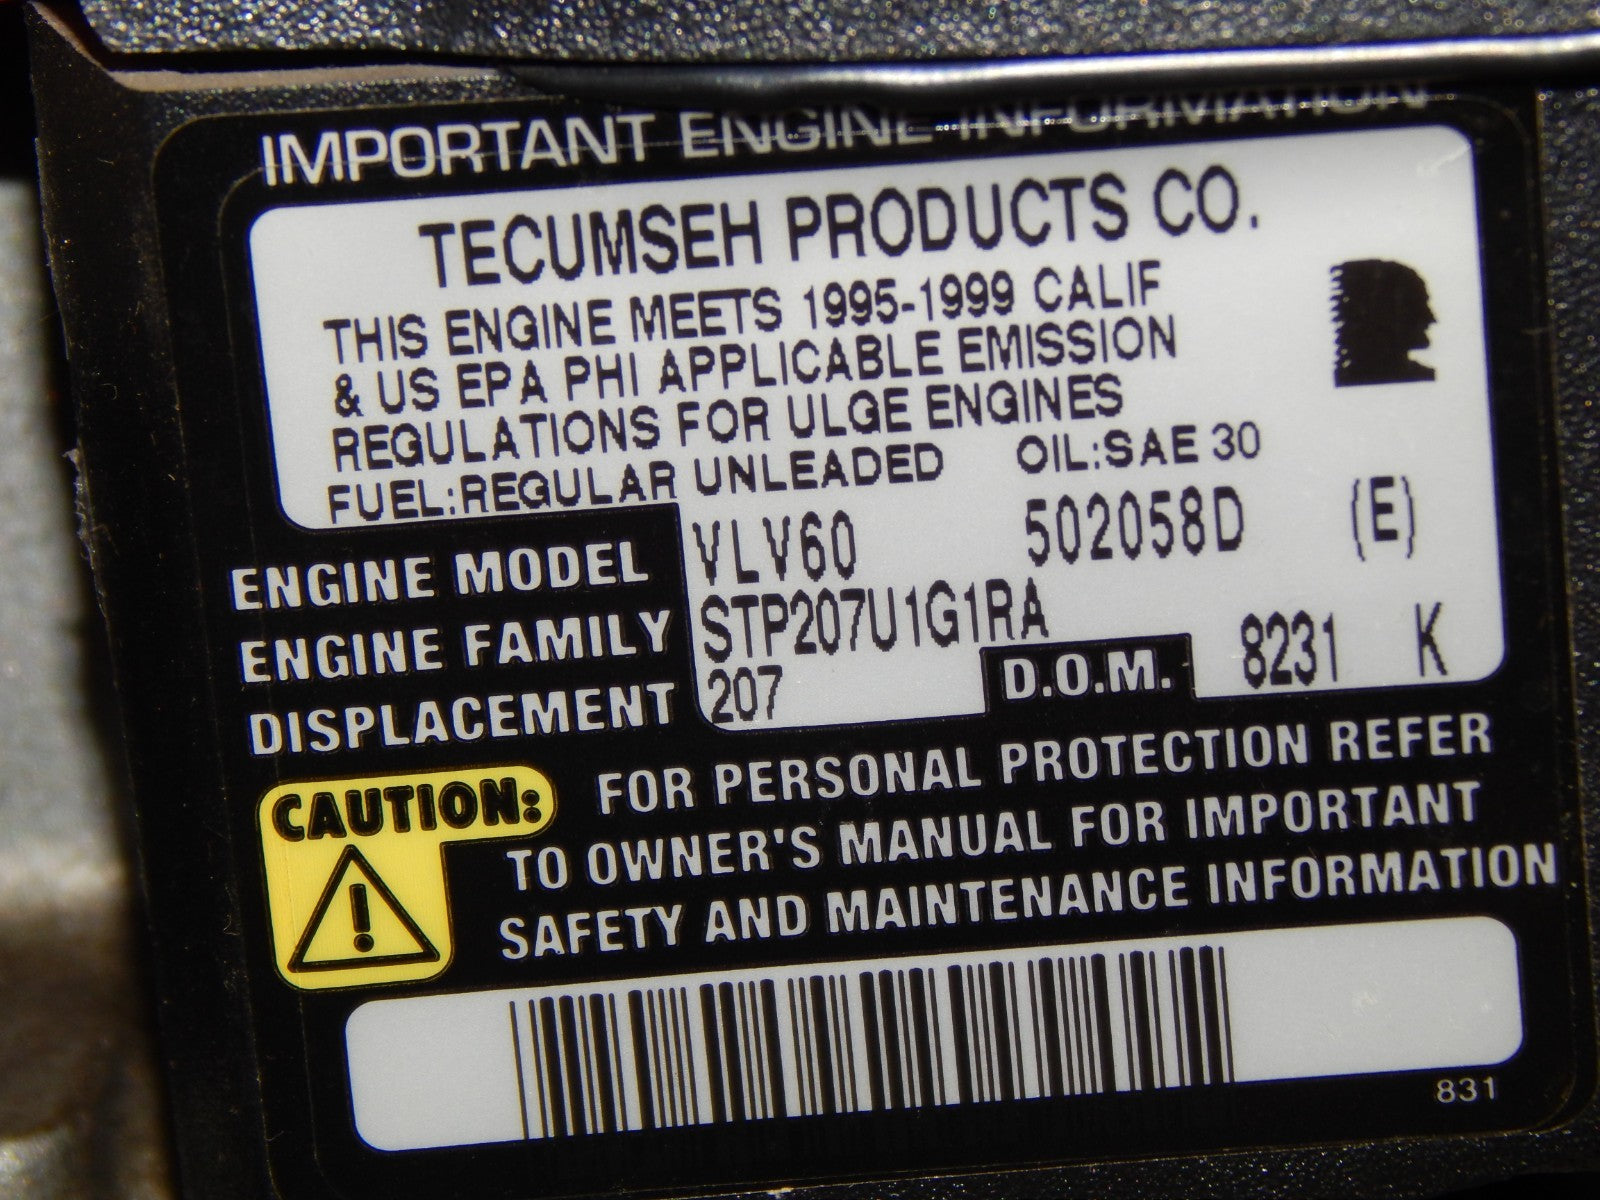 IMPORTANT ENGINE INFORMATION
TECUMSEH PRODUCTS CO.
THIS ENGINE MEETS 1995-1999 CALIF
& US EPA PHI APPLICABLE EMISSION
REGULATIONS FOR ULGE ENGINES
FUEL:REGULAR UNLEADED OIL:SAE 30
ENGINE MODEL VLV60 502058D (E)
ENGINE FAMILY STP207U1G1RA
DISPLACEMENT 207 D.O.M. 8231 K
CAUTION: FOR PERSONAL PROTECTION REFER
TO OWNER'S MANUAL FOR IMPORTANT
! SAFETY AND MAINTENANCE INFORMATION
831